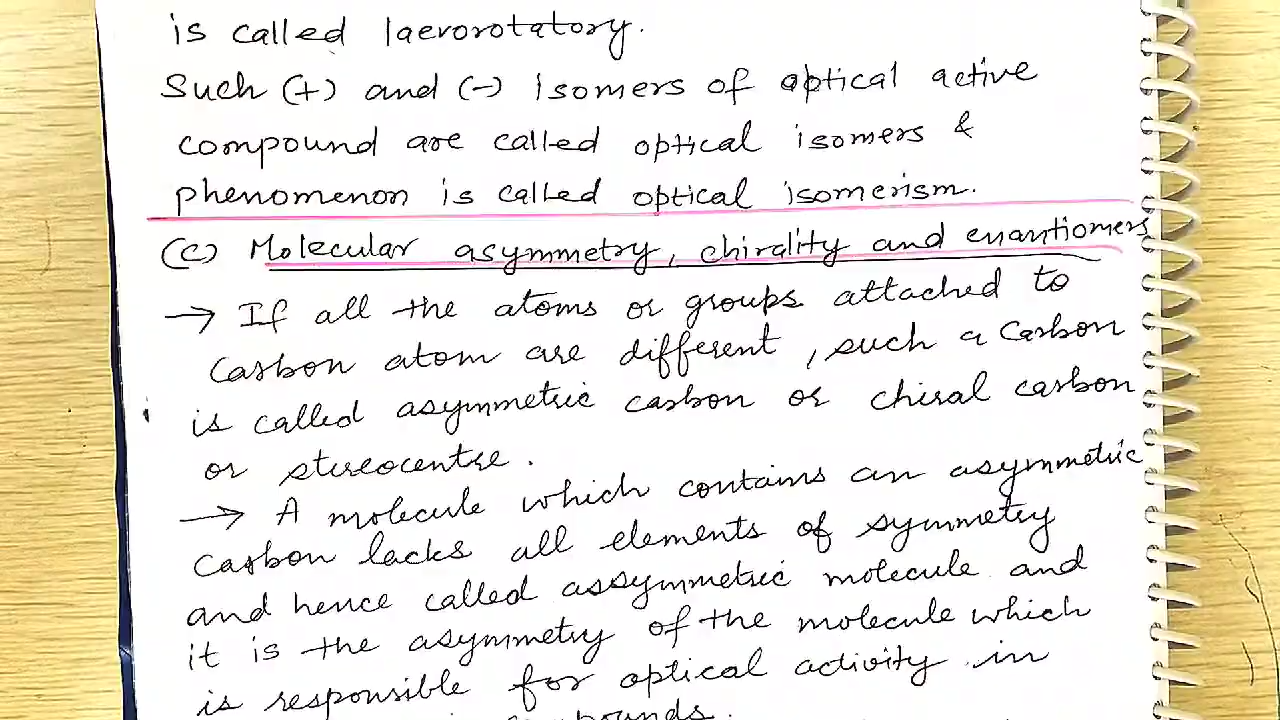 is called laevorotatory.
Such (+) and (-) isomers of optical active
compound are called optical isomers &
phenomenon is called optical isomerism.
(c) Molecular asymmetry, chirality and enantiomers
→ If all the atoms or groups attached to
carbon atom are different, such a carbon
is called asymmetric carbon or chiral carbon
or stereocentre.
→ A molecule which contains an asymmetric
carbon lacks all elements of symmetry
and hence called assymmetric molecule and
it is the asymmetry of the molecule which
is responsible for optical activity in